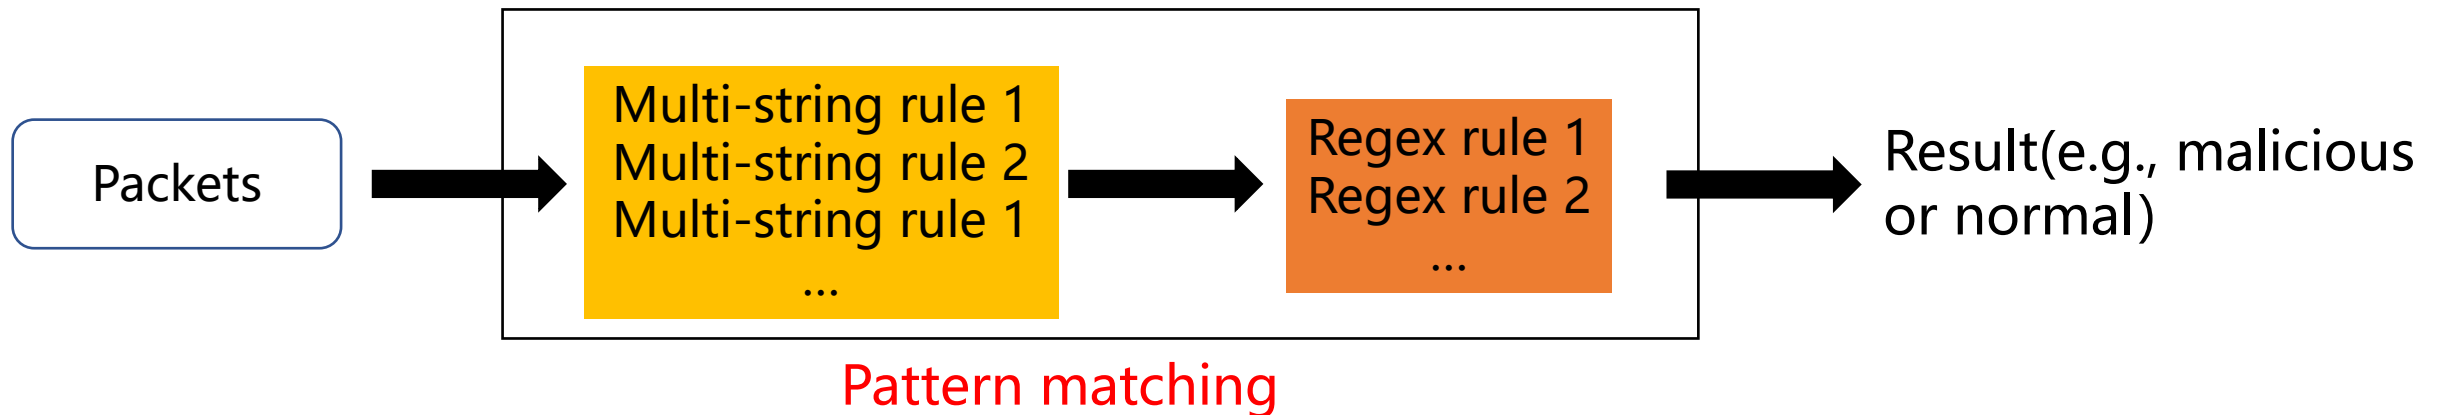 Packets
Multi-string rule 1
Multi-string rule 2
Multi-string rule 1
...
Regex rule 1
Regex rule 2
...
Result(e.g., malicious
or normal)
Pattern matching